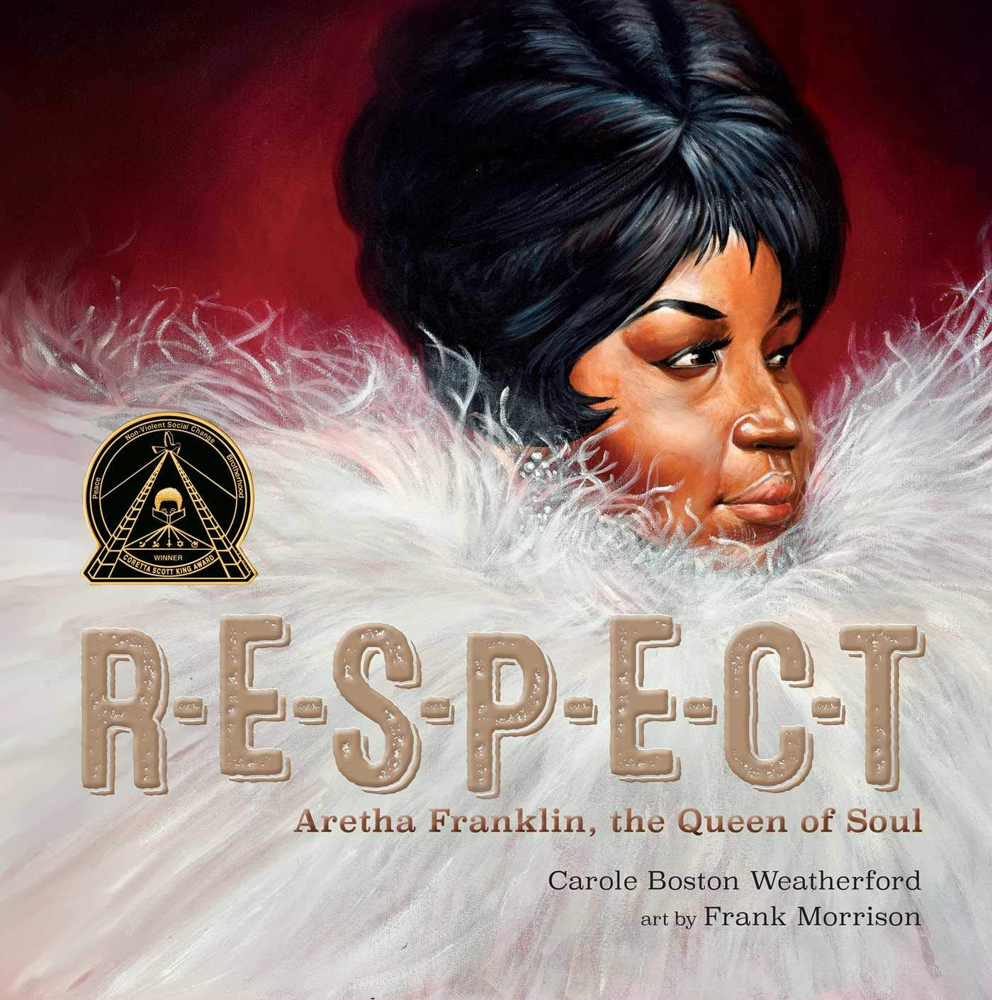 Peace
Non-Violent Social Change
Brotherhood
WINNER
CORETTA SCOTT KING AWARD
R-E-S-P-E-C-T
Aretha Franklin, the Queen of Soul
Carole Boston Weatherford
art by Frank Morrison